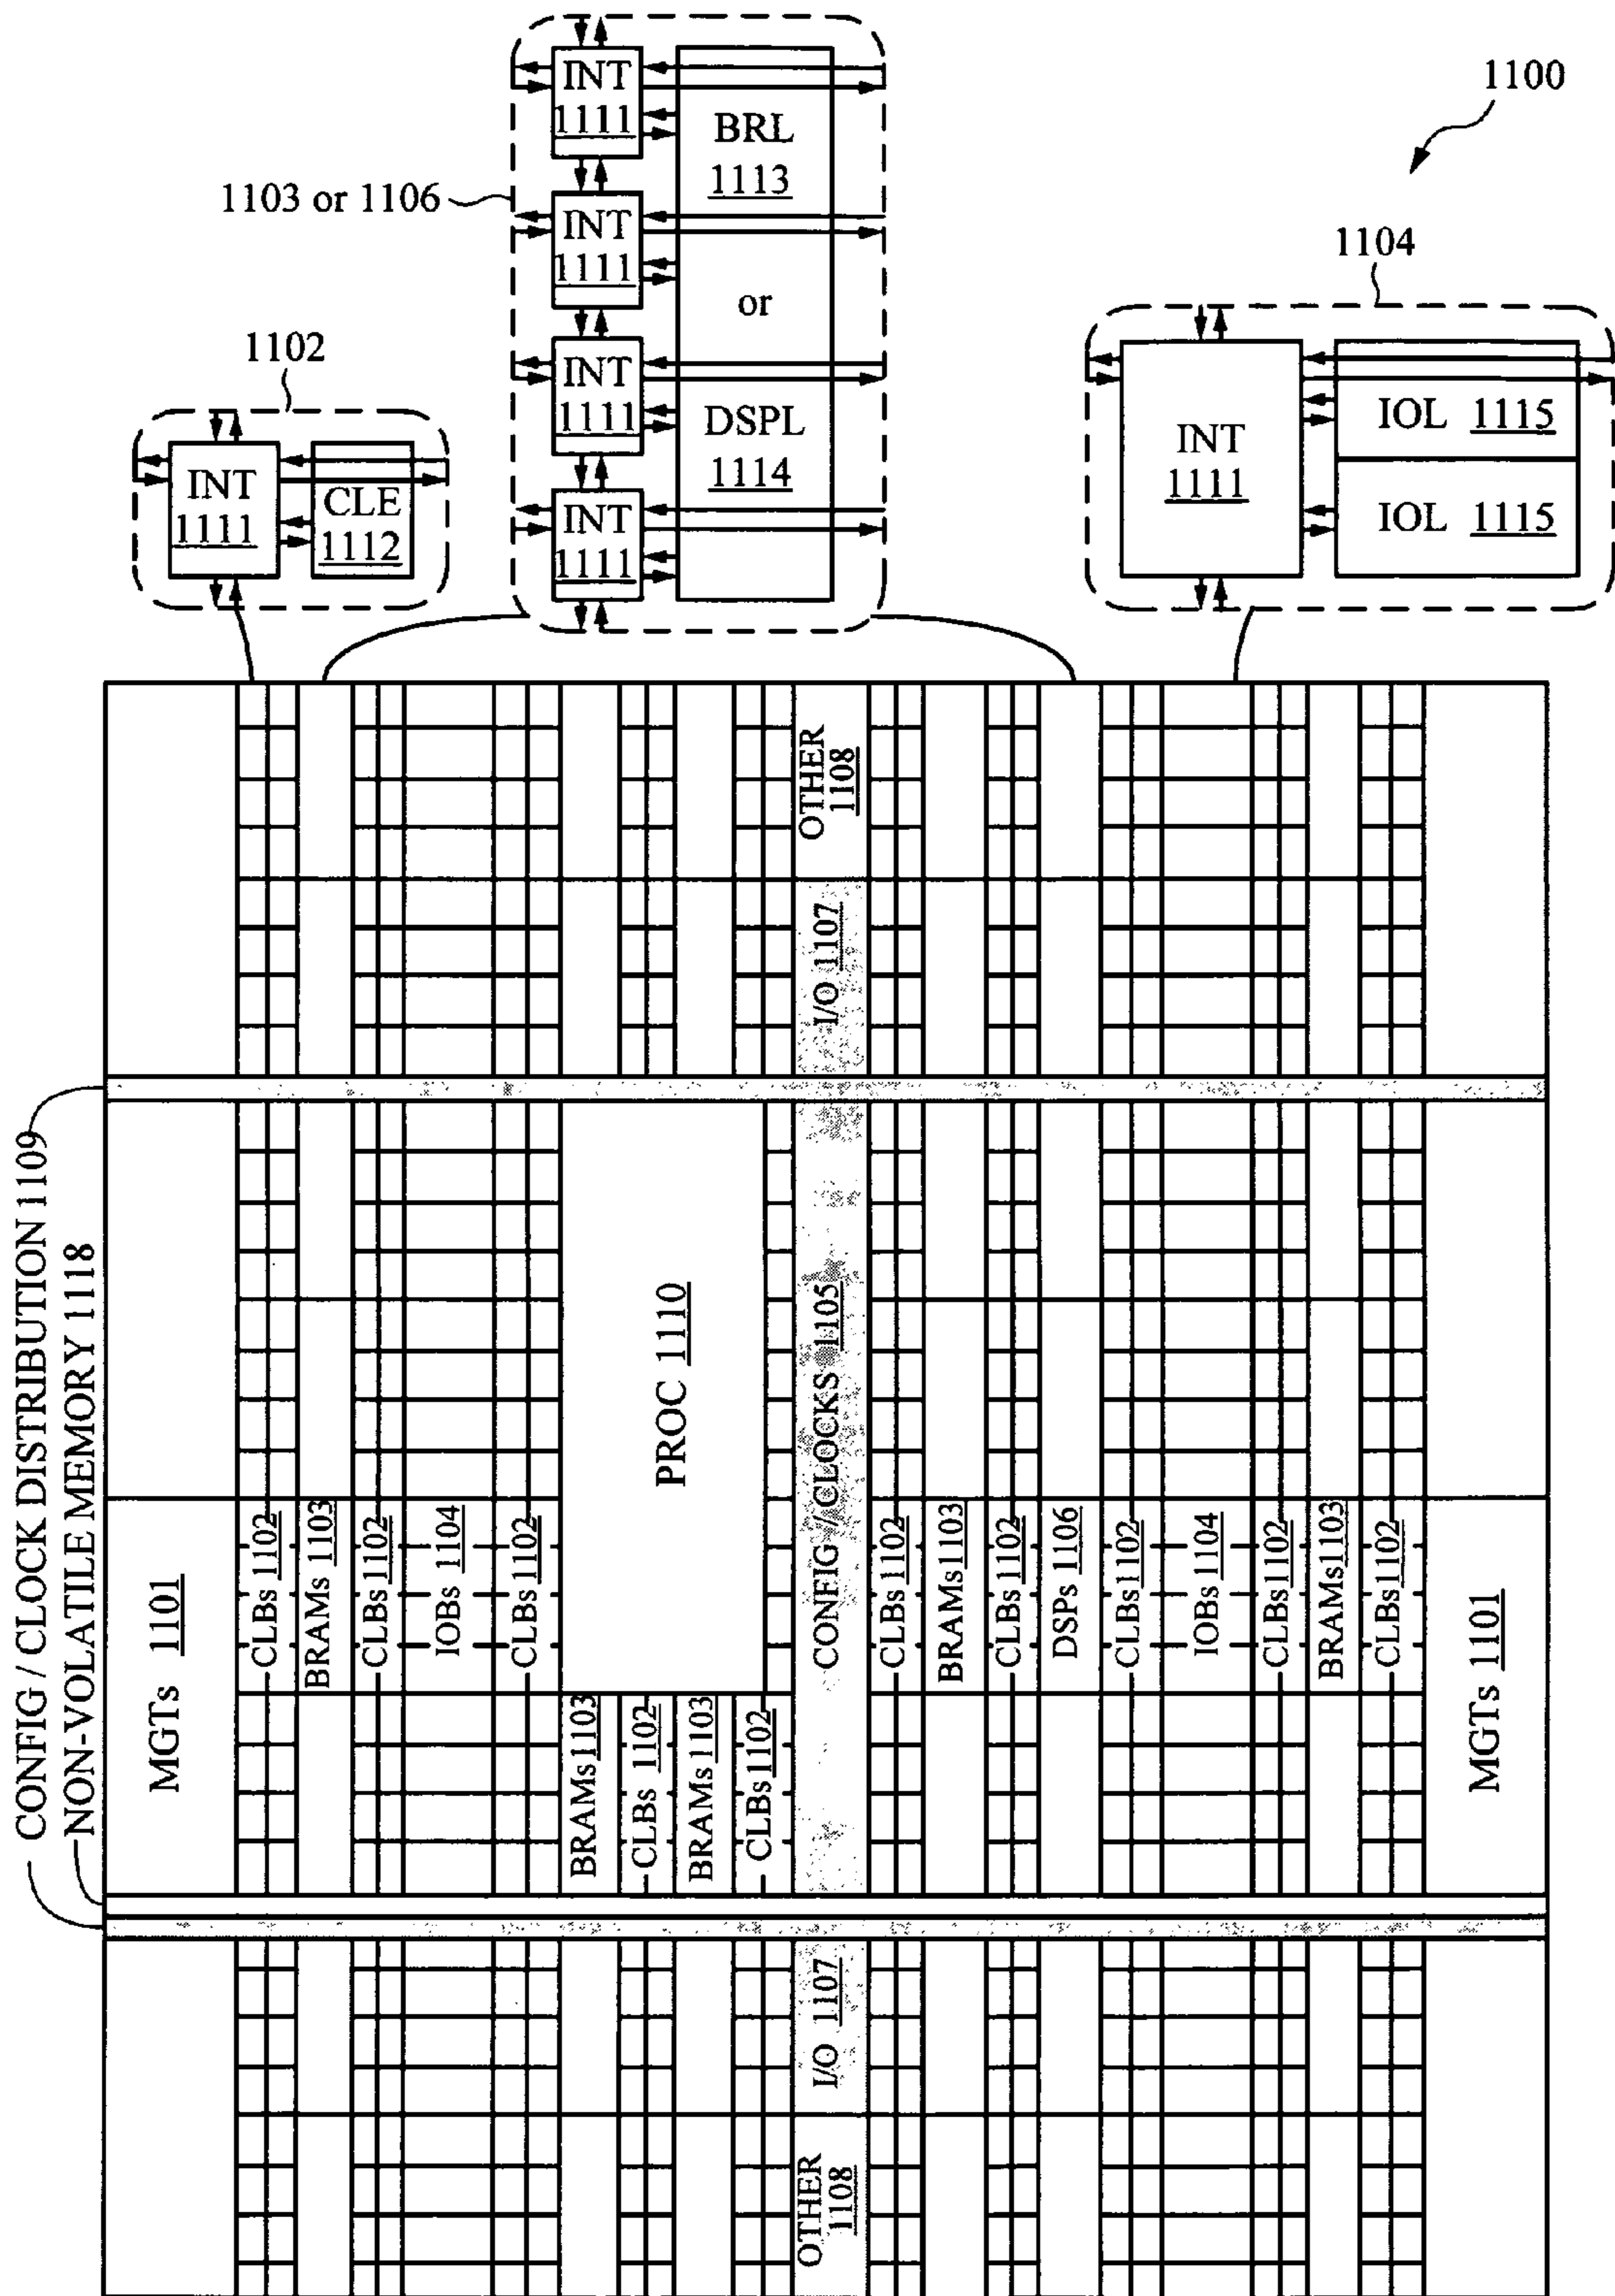 1100
INT
1111
INT
1111
INT
1111
INT
1111
BRL
1113
or
DSPL
1114
1103 or 1106
1104
INT
1111
IOL 1115
IOL 1115
1102
INT
1111
CLE
1112
OTHER
1108
I/O 1107
CONFIG / CLOCK DISTRIBUTION 1109
NON-VOLATILE MEMORY 1118
PROC 1110
CONFIG / CLOCKS 1105
MGTs 1101
CLBs 1102
BRAMs 1103
CLBs 1102
IOBs 1104
CLBs 1102
BRAMs 1103
CLBs 1102
BRAMs 1103
CLBs 1102
CLBs 1102
BRAMs 1103
CLBs 1102
DSPs 1106
CLBs 1102
IOBs 1104
CLBs 1102
BRAMs 1103
CLBs 1102
MGTs 1101
I/O 1107
OTHER
1108